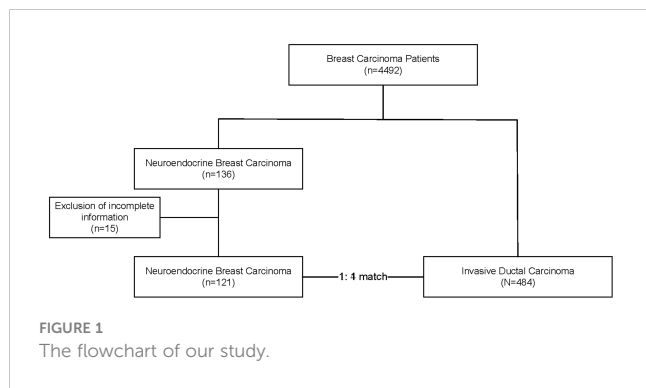 Breast Carcinoma Patients
(n=4492)
Neuroendocrine Breast Carcinoma
(n=136)
Exclusion of incomplete
information
(n=15)
Neuroendocrine Breast Carcinoma
(n=121)
1: 4 match
Invasive Ductal Carcinoma
(N=484)
FIGURE 1
The flowchart of our study.